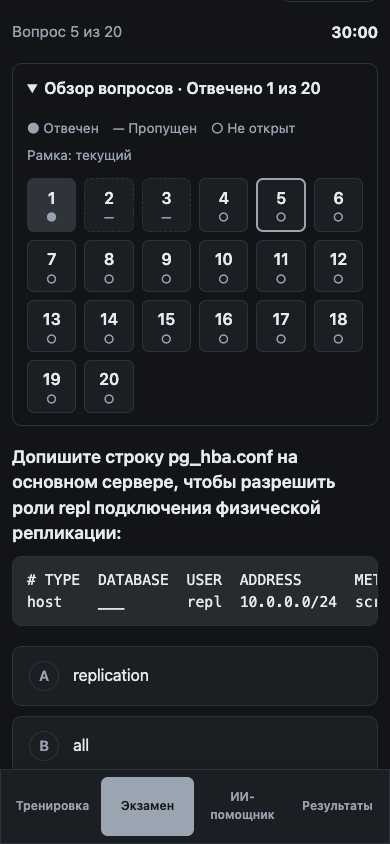 Вопрос 5 из 20 30:00
▼ Обзор вопросов · Отвечено 1 из 20
Отвечен — Пропущен Не открыт
Рамка: текущий
1 2 3 4 5 6
7 8 9 10 11 12
13 14 15 16 17 18
19 20
Допишите строку pg_hba.conf на
основном сервере, чтобы разрешить
роли repl подключения физической
репликации:
# TYPE DATABASE USER ADDRESS MET
host ___ repl 10.0.0.0/24 scr
A replication
B all
Тренировка Экзамен ИИ-помощник Результаты